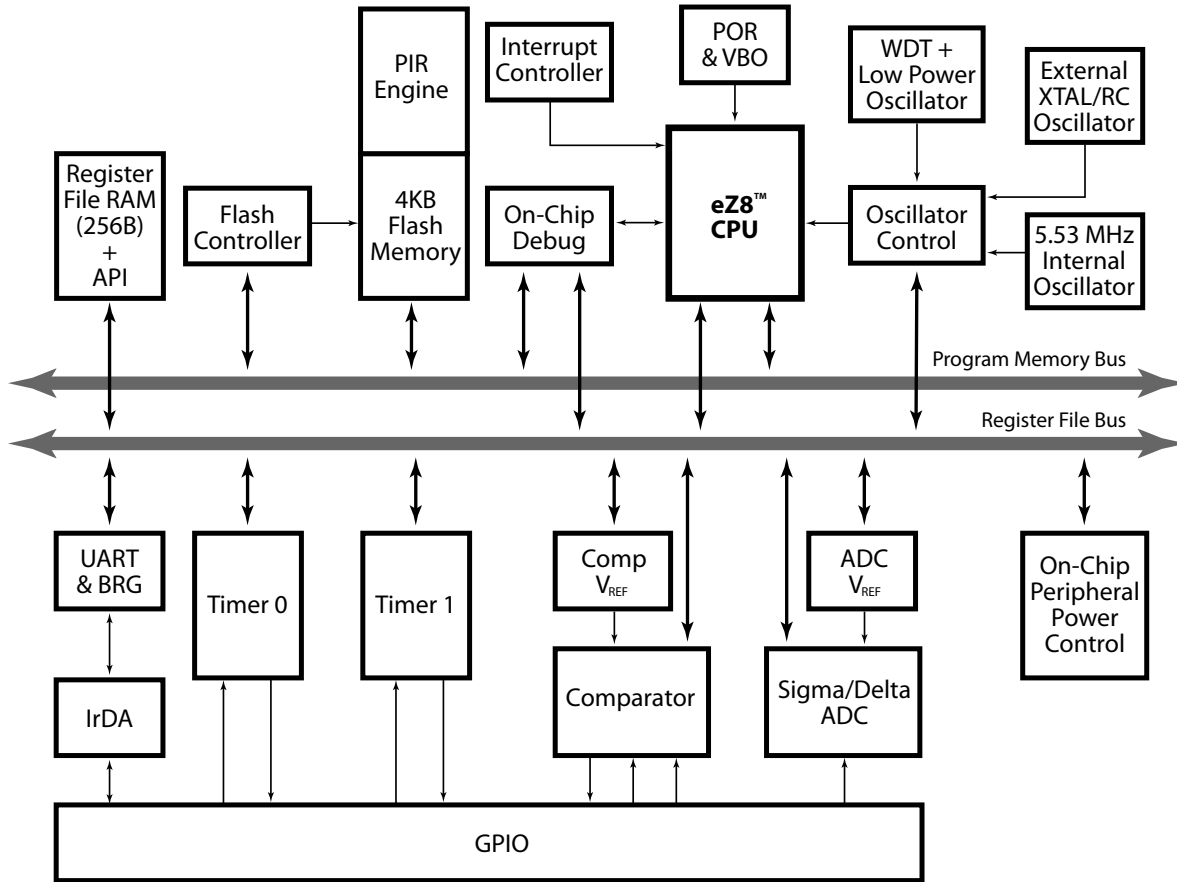 PIR
Engine
Interrupt
Controller
POR
& VBO
WDT +
Low Power
Oscillator
External
XTAL/RC
Oscillator
Register
File RAM
(256B)
+
API
Flash
Controller
4KB
Flash
Memory
On-Chip
Debug
eZ8™
CPU
Oscillator
Control
5.53 MHz
Internal
Oscillator
Program Memory Bus
Register File Bus
UART
& BRG
Timer 0
Timer 1
Comp
VREF
ADC
VREF
On-Chip
Peripheral
Power
Control
IrDA
Comparator
Sigma/Delta
ADC
GPIO